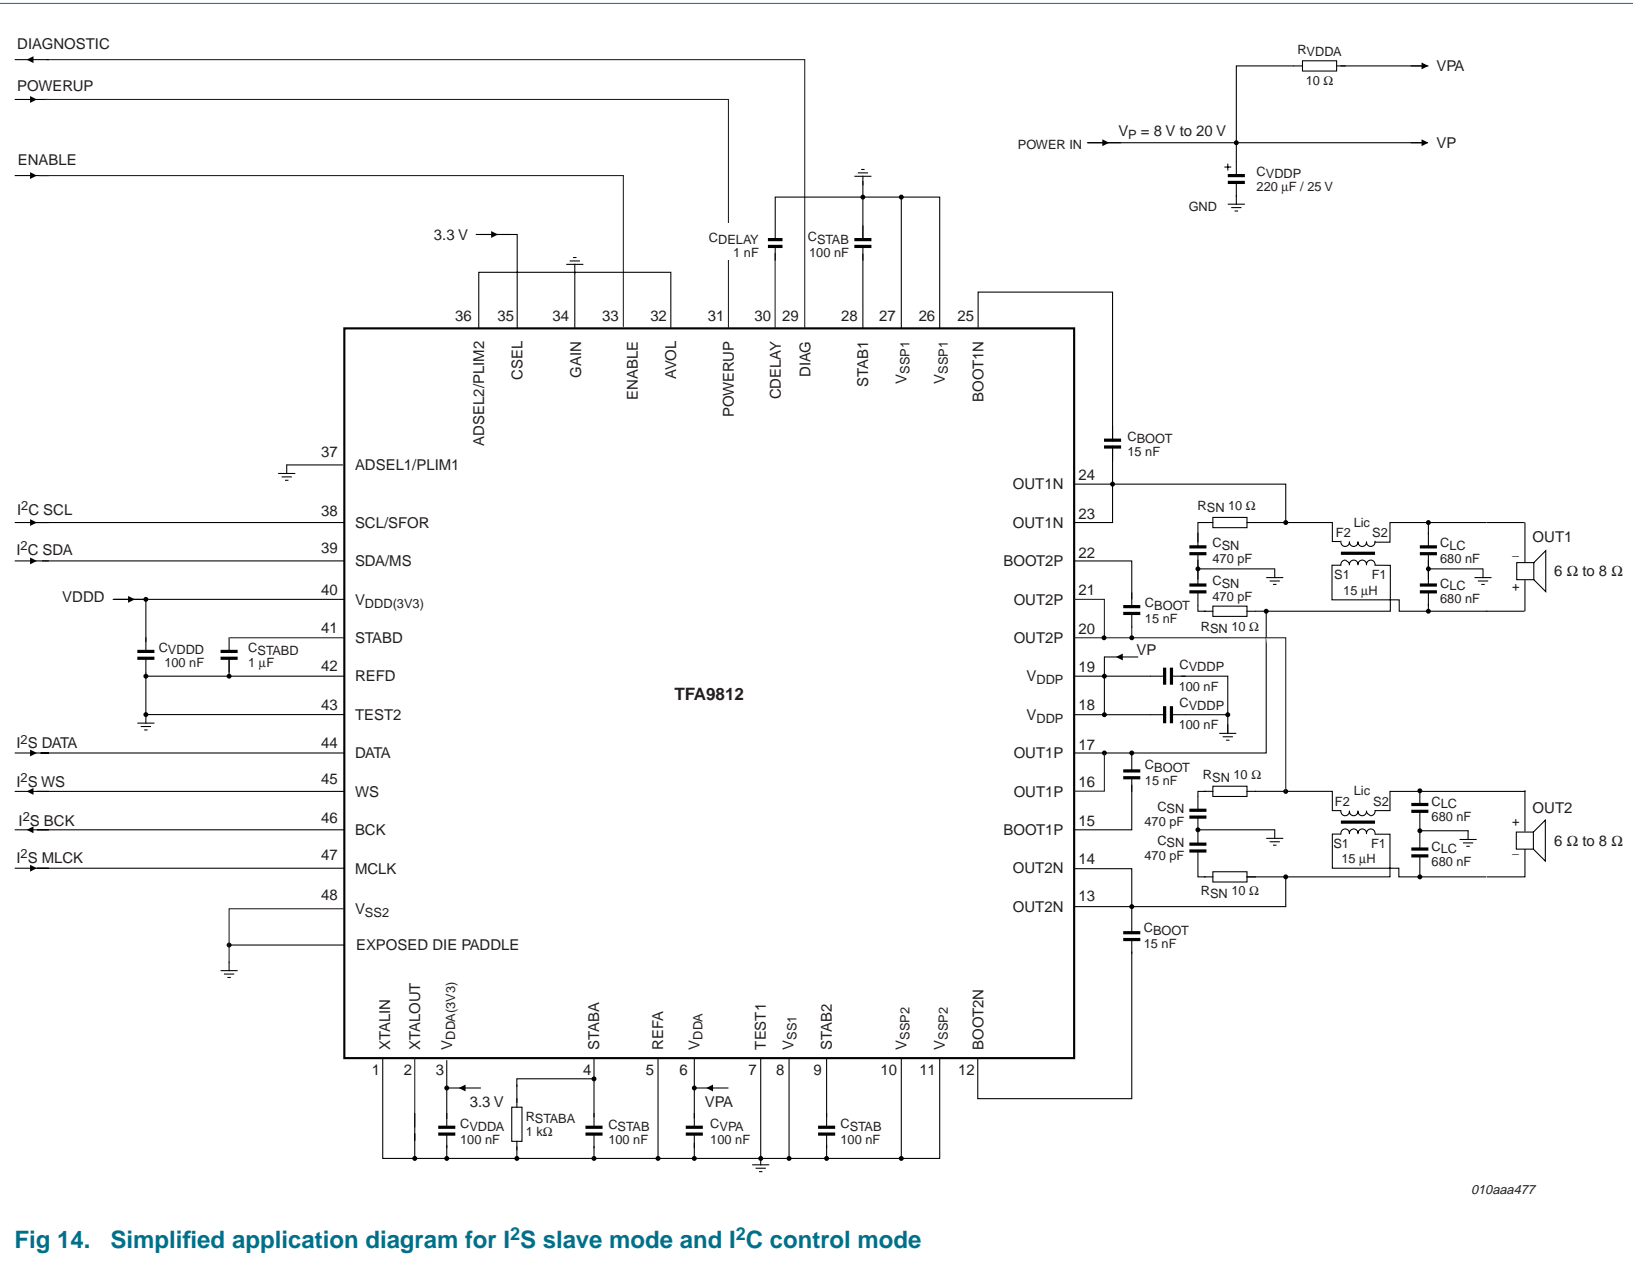 DIAGNOSTIC
POWERUP
ENABLE
RVDDA
10 Ω
VPA
VP = 8 V to 20 V
POWER IN
VP
+
CVDDP
220 μF / 25 V
GND
3.3 V
CDELAY
1 nF
CSTAB
100 nF
36
35
34
33
32
31
30
29
28
27
26
25
ADSEL2/PLIM2
CSEL
GAIN
ENABLE
AVOL
POWERUP
CDELAY
DIAG
STAB1
VSSP1
VSSP1
BOOT1N
37
ADSEL1/PLIM1
I2C SCL
38
SCL/SFOR
I2C SDA
39
SDA/MS
VDDD
40
VDDD(3V3)
41
STABD
CVDDD
100 nF
CSTABD
1 μF
42
REFD
43
TEST2
I2S DATA
44
DATA
I2S WS
45
WS
I2S BCK
46
BCK
I2S MLCK
47
MCLK
48
VSS2
EXPOSED DIE PADDLE
TFA9812
CBOOT
15 nF
OUT1N
24
OUT1N
23
BOOT2P
22
OUT2P
21
CBOOT
15 nF
OUT2P
20
VP
VDDP
19
CVDDP
100 nF
VDDP
18
CVDDP
100 nF
OUT1P
17
CBOOT
15 nF
OUT1P
16
BOOT1P
15
OUT2N
14
OUT2N
13
CBOOT
15 nF
RSN 10 Ω
CSN
470 pF
CSN
470 pF
RSN 10 Ω
Lic
F2
S2
S1
F1
15 μH
CLC
680 nF
CLC
680 nF
OUT1
−
+
6 Ω to 8 Ω
RSN 10 Ω
CSN
470 pF
CSN
470 pF
RSN 10 Ω
Lic
F2
S2
S1
F1
15 μH
CLC
680 nF
CLC
680 nF
OUT2
+
−
6 Ω to 8 Ω
XTALIN
XTALOUT
VDDA(3V3)
STABA
REFA
VDDA
TEST1
VSS1
STAB2
VSSP2
VSSP2
BOOT2N
1
2
3
4
5
6
7
8
9
10
11
12
3.3 V
VPA
CVDDA
100 nF
RSTABA
1 kΩ
CSTAB
100 nF
CVPA
100 nF
CSTAB
100 nF
010aaa477
Fig 14. Simplified application diagram for I2S slave mode and I2C control mode